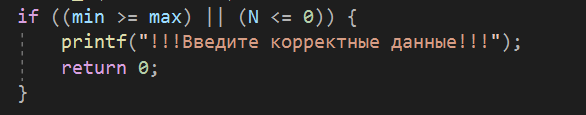 if ((min >= max) || (N <= 0)) {
    printf("!!!Введите корректные данные!!!");
    return 0;
}